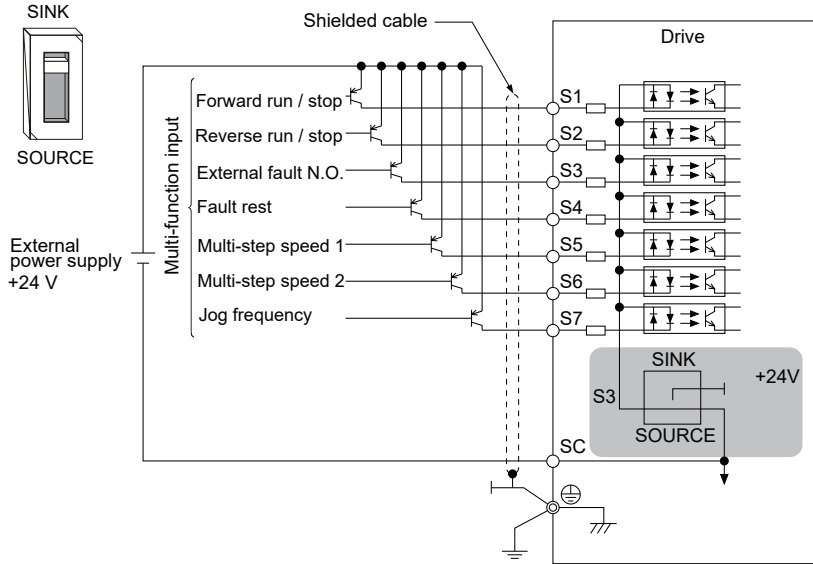 SINK
SOURCE
Shielded cable
Drive
Multi-function input
Forward run / stop
Reverse run / stop
External fault N.O.
Fault rest
Multi-step speed 1
Multi-step speed 2
Jog frequency
External
power supply
+24 V
S1
S2
S3
S4
S5
S6
S7
SINK
+24V
S3
SOURCE
SC